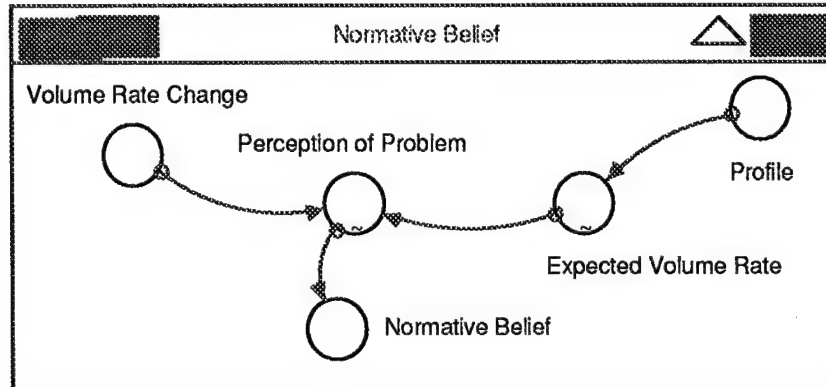 Normative Belief
Volume Rate Change
Perception of Problem
Profile
~
~
Expected Volume Rate
Normative Belief